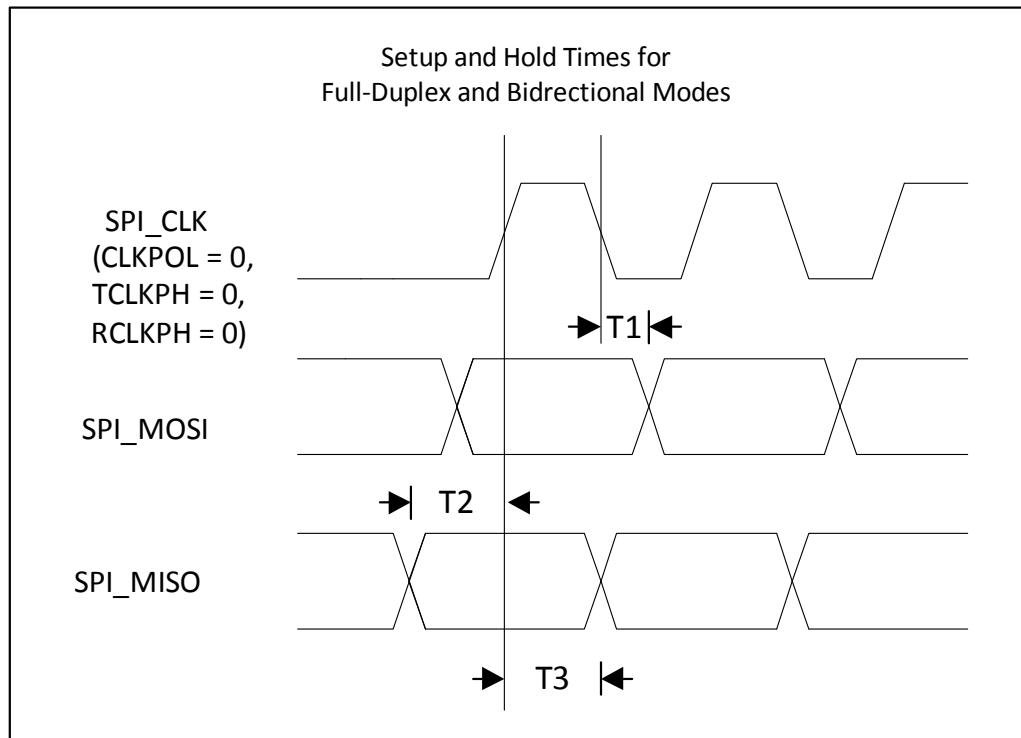 Setup and Hold Times for
Full-Duplex and Bidrectional Modes
SPI_CLK
(CLKPOL = 0,
TCLKPH = 0,
RCLKPH = 0)
T1
SPI_MOSI
T2
SPI_MISO
T3